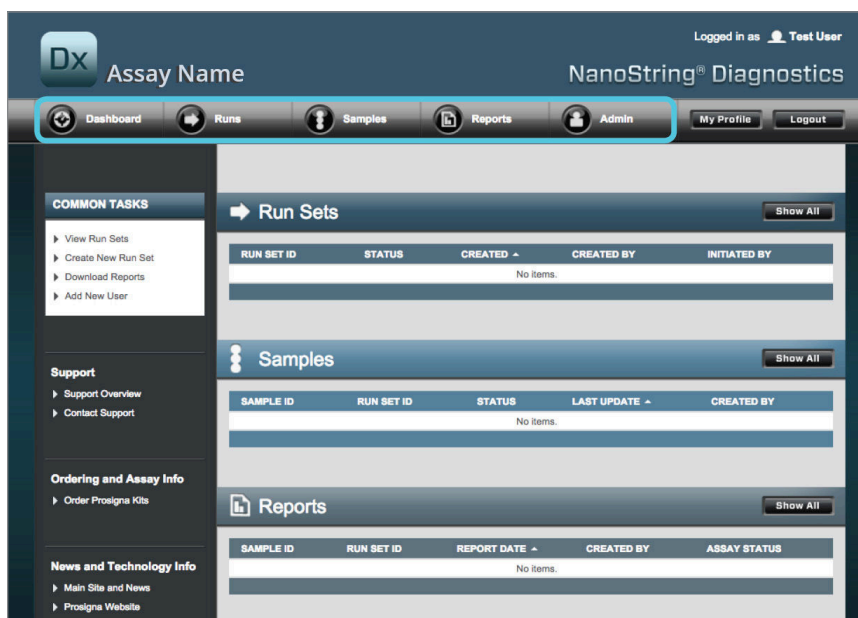 Logged in as Test User
Dx
Assay Name
NanoString® Diagnostics
Dashboard Runs Samples Reports Admin My Profile Logout
COMMON TASKS
View Run Sets
Create New Run Set
Download Reports
Add New User
Support
Support Overview
Contact Support
Ordering and Assay Info
Order Prosigna Kits
News and Technology Info
Main Site and News
Prosigna Website
Run Sets Show All
RUN SET ID STATUS CREATED CREATED BY INITIATED BY
No items.
Samples Show All
SAMPLE ID RUN SET ID STATUS LAST UPDATE CREATED BY
No items.
Reports Show All
SAMPLE ID RUN SET ID REPORT DATE CREATED BY ASSAY STATUS
No items.